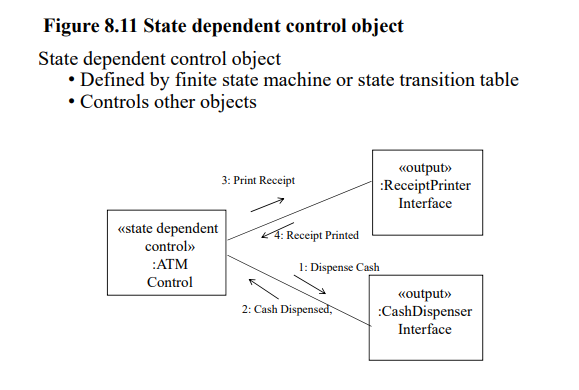 Figure 8.11 State dependent control object
State dependent control object
• Defined by finite state machine or state transition table
• Controls other objects
«output»
:ReceiptPrinter
Interface
3: Print Receipt
«state dependent
control»
:ATM
Control
4: Receipt Printed
1: Dispense Cash
2: Cash Dispensed,
«output»
:CashDispenser
Interface